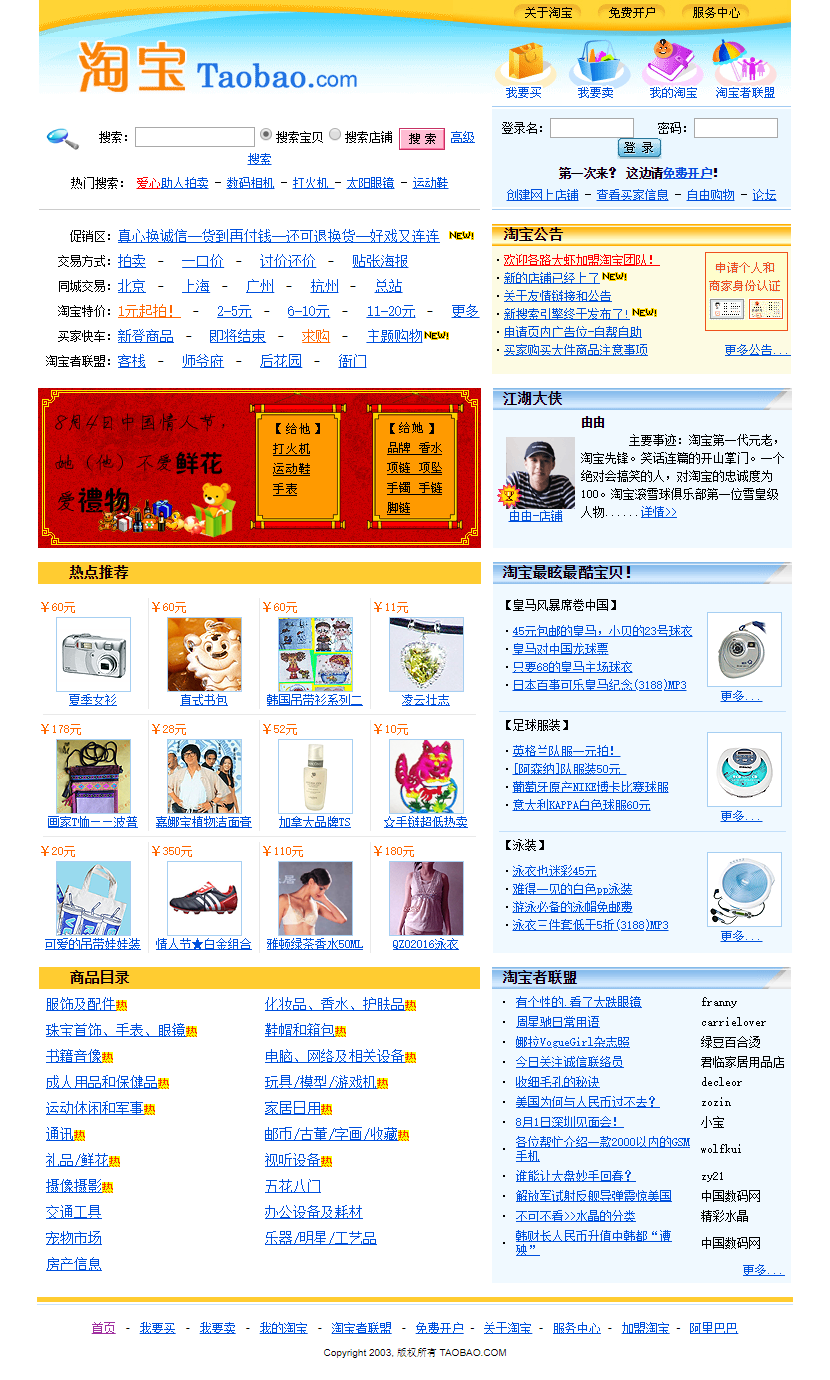 关于淘宝 免费开户 服务中心
淘宝 Taobao.com
我要买 我要卖 我的淘宝 淘宝者联盟
搜索： 搜索宝贝 搜索店铺 搜 索 高级搜索
热门搜索： 爱心助人拍卖 - 数码相机 - 打火机 - 太阳眼镜 - 运动鞋
登录名： 密码：
登 录
第一次来？ 这边请免费开户！
创建网上店铺 - 查看买家信息 - 自由购物 - 论坛
促销区：真心换诚信—货到再付钱—还可退换货—好戏又连连 NEW!
交易方式：拍卖 - 一口价 - 讨价还价 - 贴张海报
同城交易：北京 - 上海 - 广州 - 杭州 - 总站
淘宝特价：1元起拍！ - 2-5元 - 6-10元 - 11-20元 - 更多
买家快车：新登商品 - 即将结束 - 求购 - 主题购物 NEW!
淘宝者联盟：客栈 - 师爷府 - 后花园 - 衙门
淘宝公告
·欢迎各路大虾加盟淘宝团队！
·新的店铺已经上了 NEW!
·关于友情链接和公告
·新搜索引擎终于发布了! NEW!
·申请页内广告位-自帮自助
·买家购买大件商品注意事项
申请个人和
商家身份认证
更多公告...
8月4日中国情人节，
她（他）不爱鲜花
爱禮物
【给他】
打火机
运动鞋
手表
【给她】
品牌 香水
项链 项坠
手镯 手链
脚链
江湖大侠
由由
主要事迹：淘宝第一代元老，
淘宝先锋。笑话连篇的开山掌门。一个
绝对会搞笑的人，对淘宝的忠诚度为
100。淘宝滚雪球俱乐部第一位雪皇级
人物......详情>>
由由-店铺
热点推荐
￥60元 ￥60元 ￥60元 ￥11元
夏季女衫 直式书包 韩国吊带衫系列二 凌云壮志
￥178元 ￥28元 ￥52元 ￥10元
画家T恤——波普 嘉娜宝植物洁面膏 加拿大品牌TS ☆手链超低热卖
￥20元 ￥350元 ￥110元 ￥180元
可爱的吊带娃娃装 情人节★白金组合 雅顿绿茶香水50ML QZ02016泳衣
淘宝最眩最酷宝贝！
【皇马风暴席卷中国】
·45元包邮的皇马，小贝的23号球衣
·皇马对中国龙球票
·只要68的皇马主场球衣
·日本百事可乐皇马纪念(3188)MP3
更多...
【足球服装】
·英格兰队服一元拍！
·[阿森纳]队服装50元
·葡萄牙原产NIKE博卡比赛球服
·意大利KAPPA白色球服60元
更多...
【泳装】
·泳衣也迷彩45元
·难得一贝的白色pp泳装
·游泳必备的泳帽免邮费
·泳衣三件套低于5折(3188)MP3
更多...
商品目录
服饰及配件热 化妆品、香水、护肤品热
珠宝首饰、手表、眼镜热 鞋帽和箱包热
书籍音像热 电脑、网络及相关设备热
成人用品和保健品热 玩具/模型/游戏机热
运动休闲和军事热 家居日用热
通讯热 邮币/古董/字画/收藏热
礼品/鲜花热 视听设备热
摄像摄影热 五花八门
交通工具 办公设备及耗材
宠物市场 乐器/明星/工艺品
房产信息
淘宝者联盟
· 有个性的.看了大跌眼镜 franny
· 周星驰日常用语 carrielover
· 娜拉VogueGirl杂志照 绿豆百合烫
· 今日关注诚信联络员 君临家居用品店
· 收细毛孔的秘诀 decleor
· 美国为何与人民币过不去？ zozin
· 8月1日深圳见面会！ 小宝
· 各位帮忙介绍一款2000以内的GSM手机 wolfkui
· 谁能让大盘妙手回春？ zy21
· 解放军试射反舰导弹震惊美国 中国数码网
· 不可不看>>水晶的分类 精彩水晶
· 韩财长人民币升值中韩都“遭殃” 中国数码网
更多...
首页 - 我要买 - 我要卖 - 我的淘宝 - 淘宝者联盟 - 免费开户 - 关于淘宝 - 服务中心 - 加盟淘宝 - 阿里巴巴
Copyright 2003, 版权所有 TAOBAO.COM